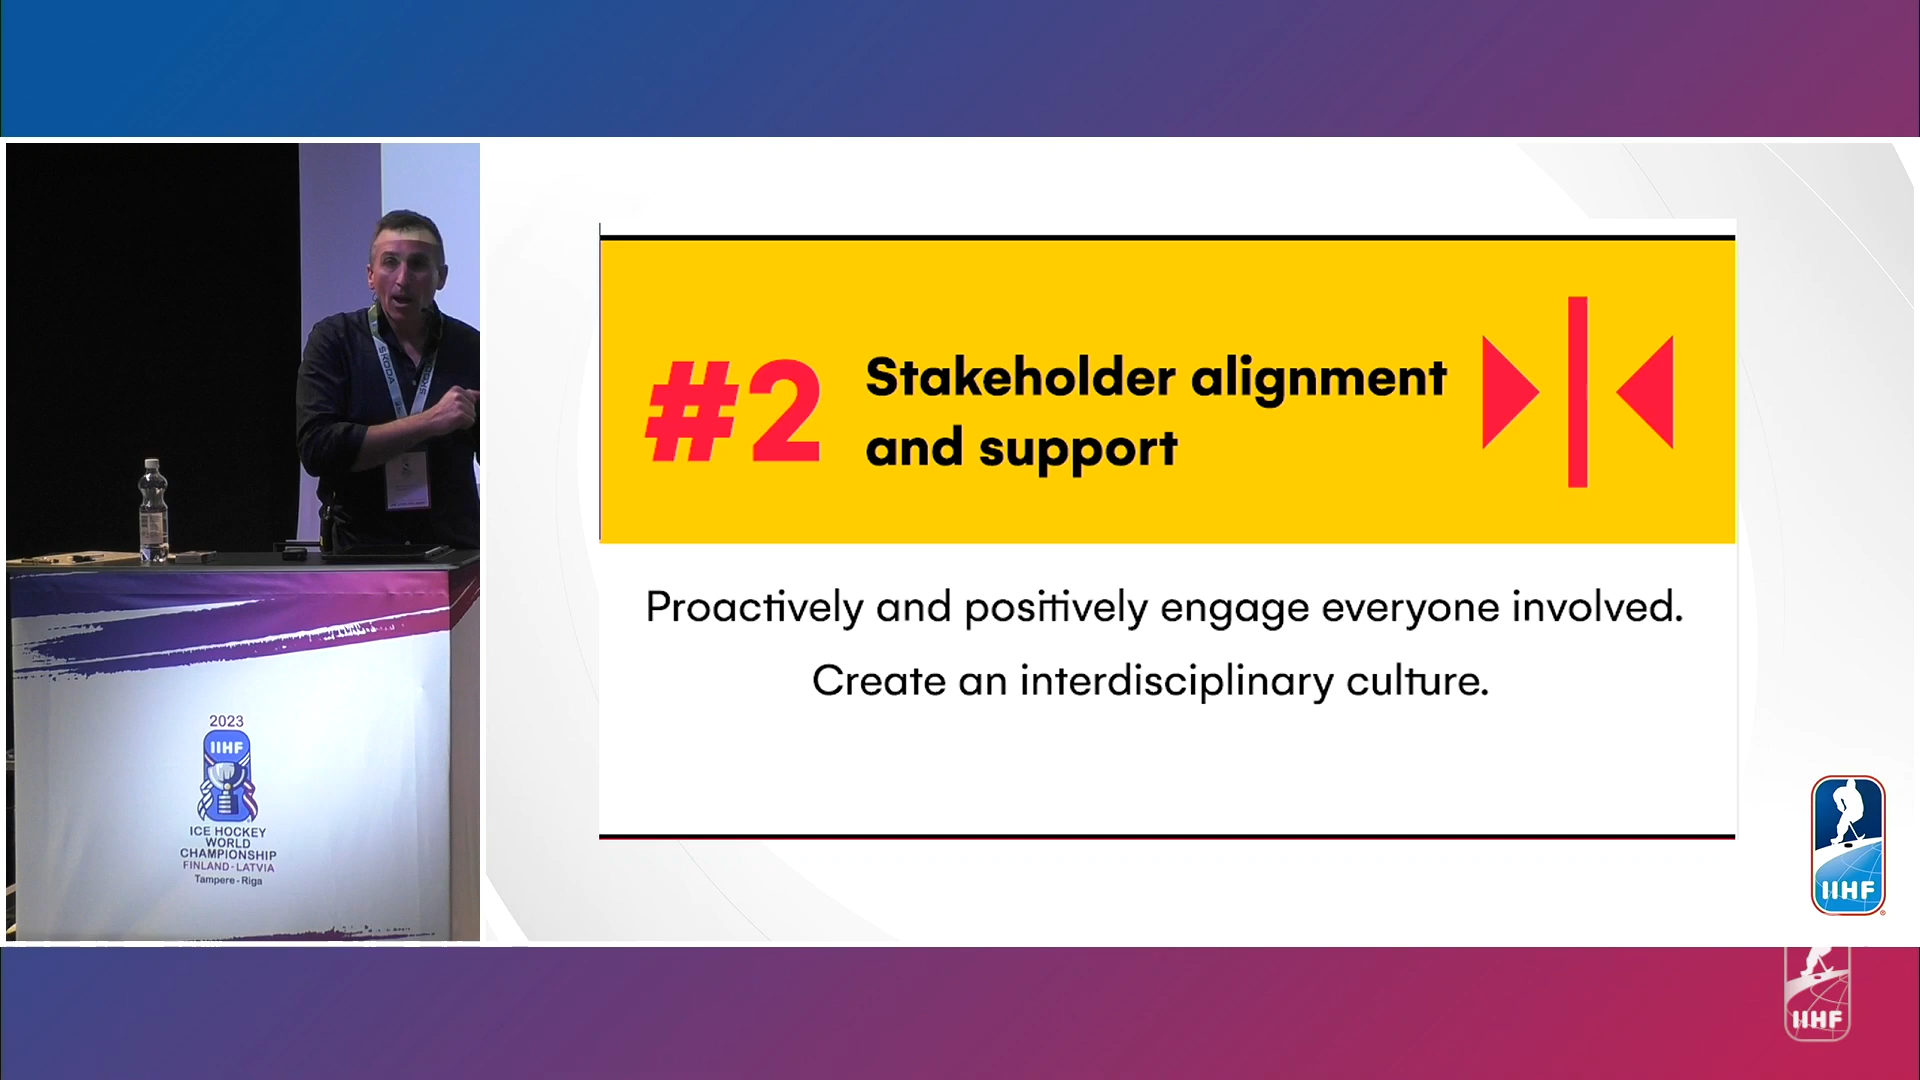 #2
Stakeholder alignment
and support
Proactively and positively engage everyone involved.
Create an interdisciplinary culture.
ŠKODA
2023
IIHF
ICE HOCKEY
WORLD
CHAMPIONSHIP
FINLAND - LATVIA
Tampere - Riga
IIHF
IIHF